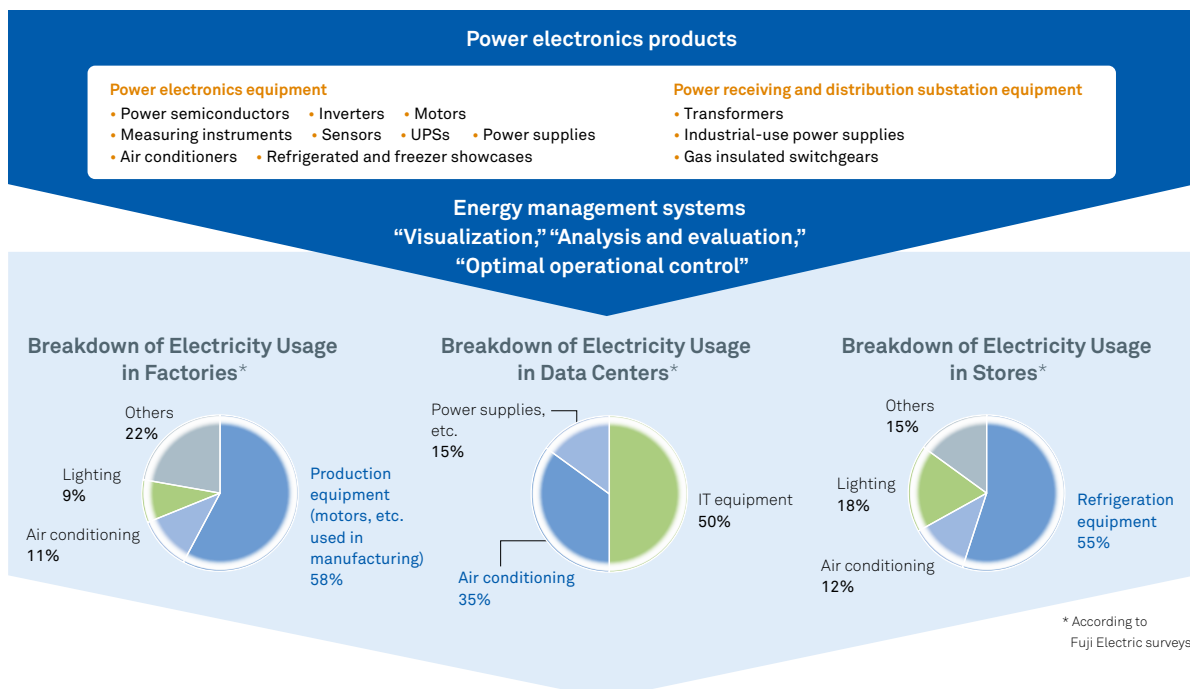 Power electronics products
Power electronics equipment
• Power semiconductors • Inverters • Motors
• Measuring instruments • Sensors • UPSs • Power supplies
• Air conditioners • Refrigerated and freezer showcases
Power receiving and distribution substation equipment
• Transformers
• Industrial-use power supplies
• Gas insulated switchgears
Energy management systems
“Visualization,” “Analysis and evaluation,”
“Optimal operational control”
Breakdown of Electricity Usage
in Factories*
Others
22%
Lighting
9%
Air conditioning
11%
Production
equipment
(motors, etc.
used in
manufacturing)
58%
Breakdown of Electricity Usage
in Data Centers*
Power supplies,
etc.
15%
IT equipment
50%
Air conditioning
35%
Breakdown of Electricity Usage
in Stores*
Others
15%
Lighting
18%
Air conditioning
12%
Refrigeration
equipment
55%
* According to
Fuji Electric surveys